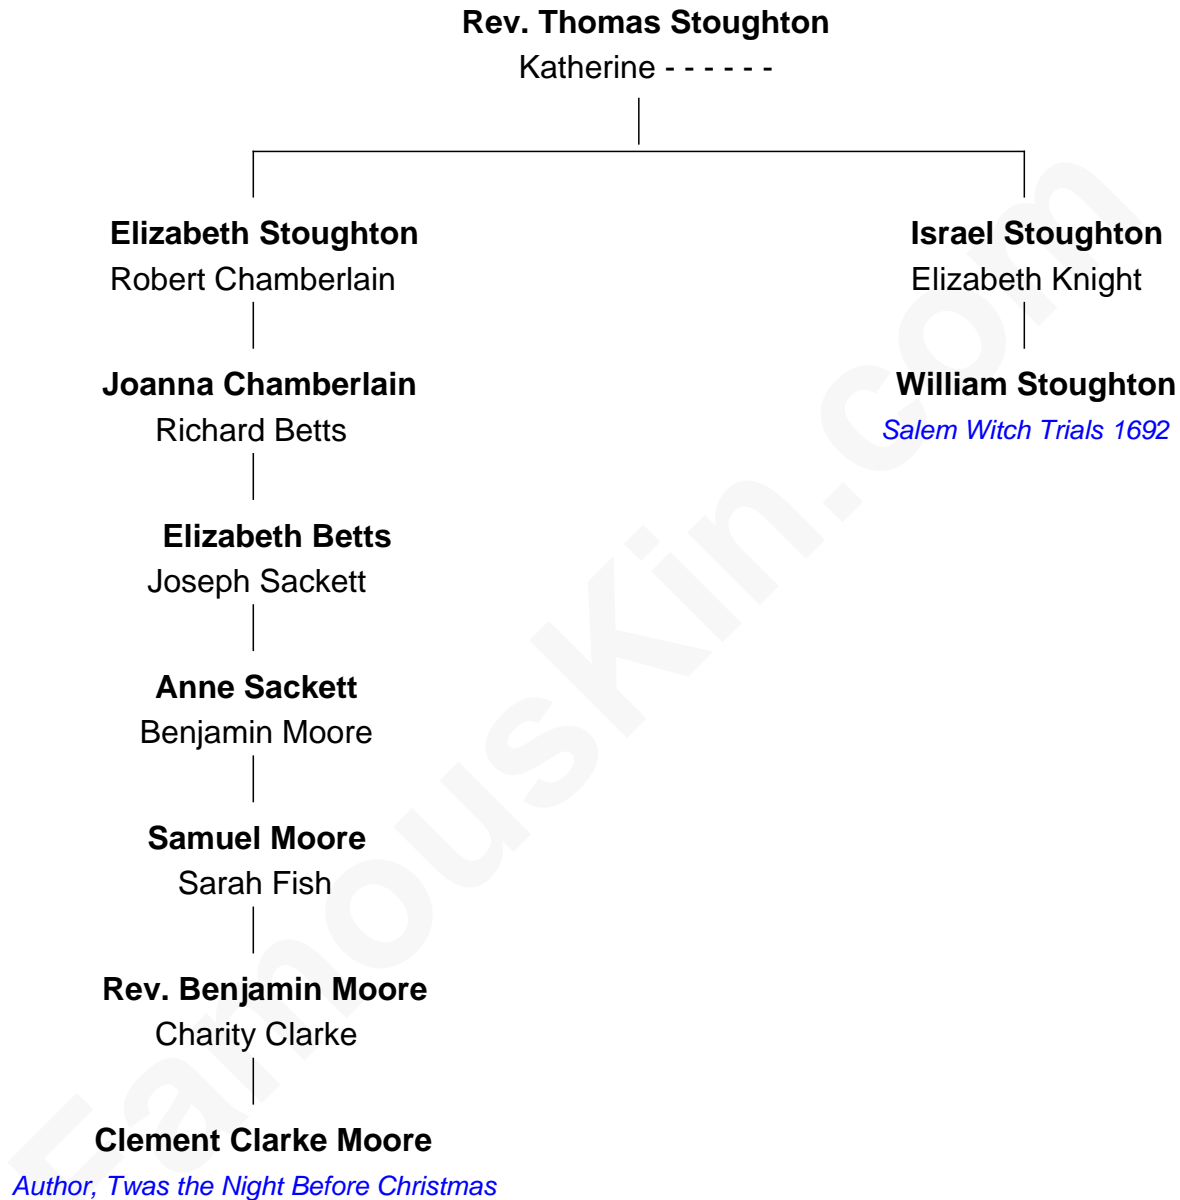 Rev. Thomas Stoughton
Katherine - - - - - -
Elizabeth Stoughton
Robert Chamberlain
Israel Stoughton
Elizabeth Knight
Joanna Chamberlain
Richard Betts
William Stoughton
Salem Witch Trials 1692
Elizabeth Betts
Joseph Sackett
Anne Sackett
Benjamin Moore
Samuel Moore
Sarah Fish
Rev. Benjamin Moore
Charity Clarke
Clement Clarke Moore
Author, Twas the Night Before Christmas
FamousKin.com